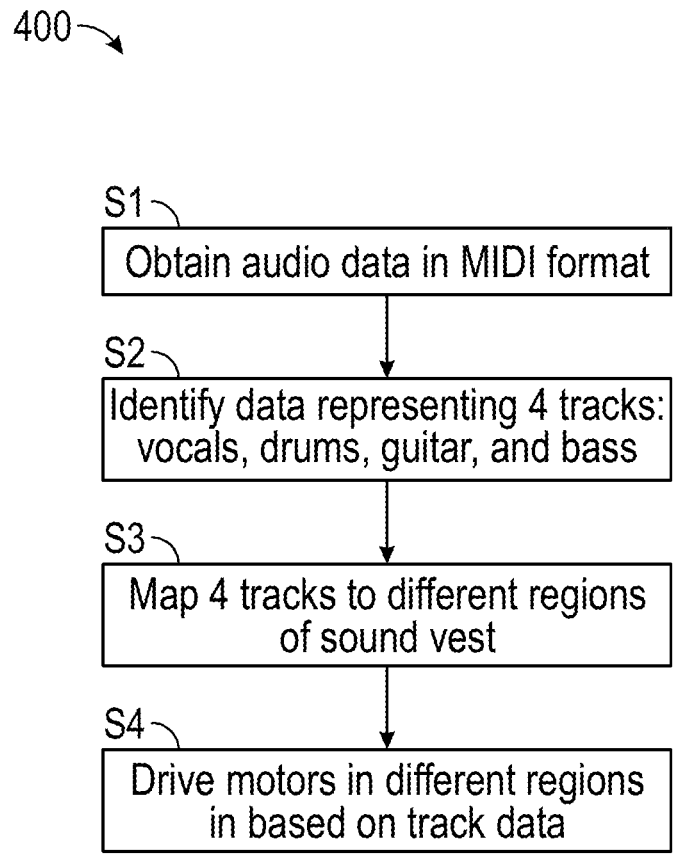 400
S1
Obtain audio data in MIDI format
S2
Identify data representing 4 tracks:
vocals, drums, guitar, and bass
S3
Map 4 tracks to different regions
of sound vest
S4
Drive motors in different regions
in based on track data